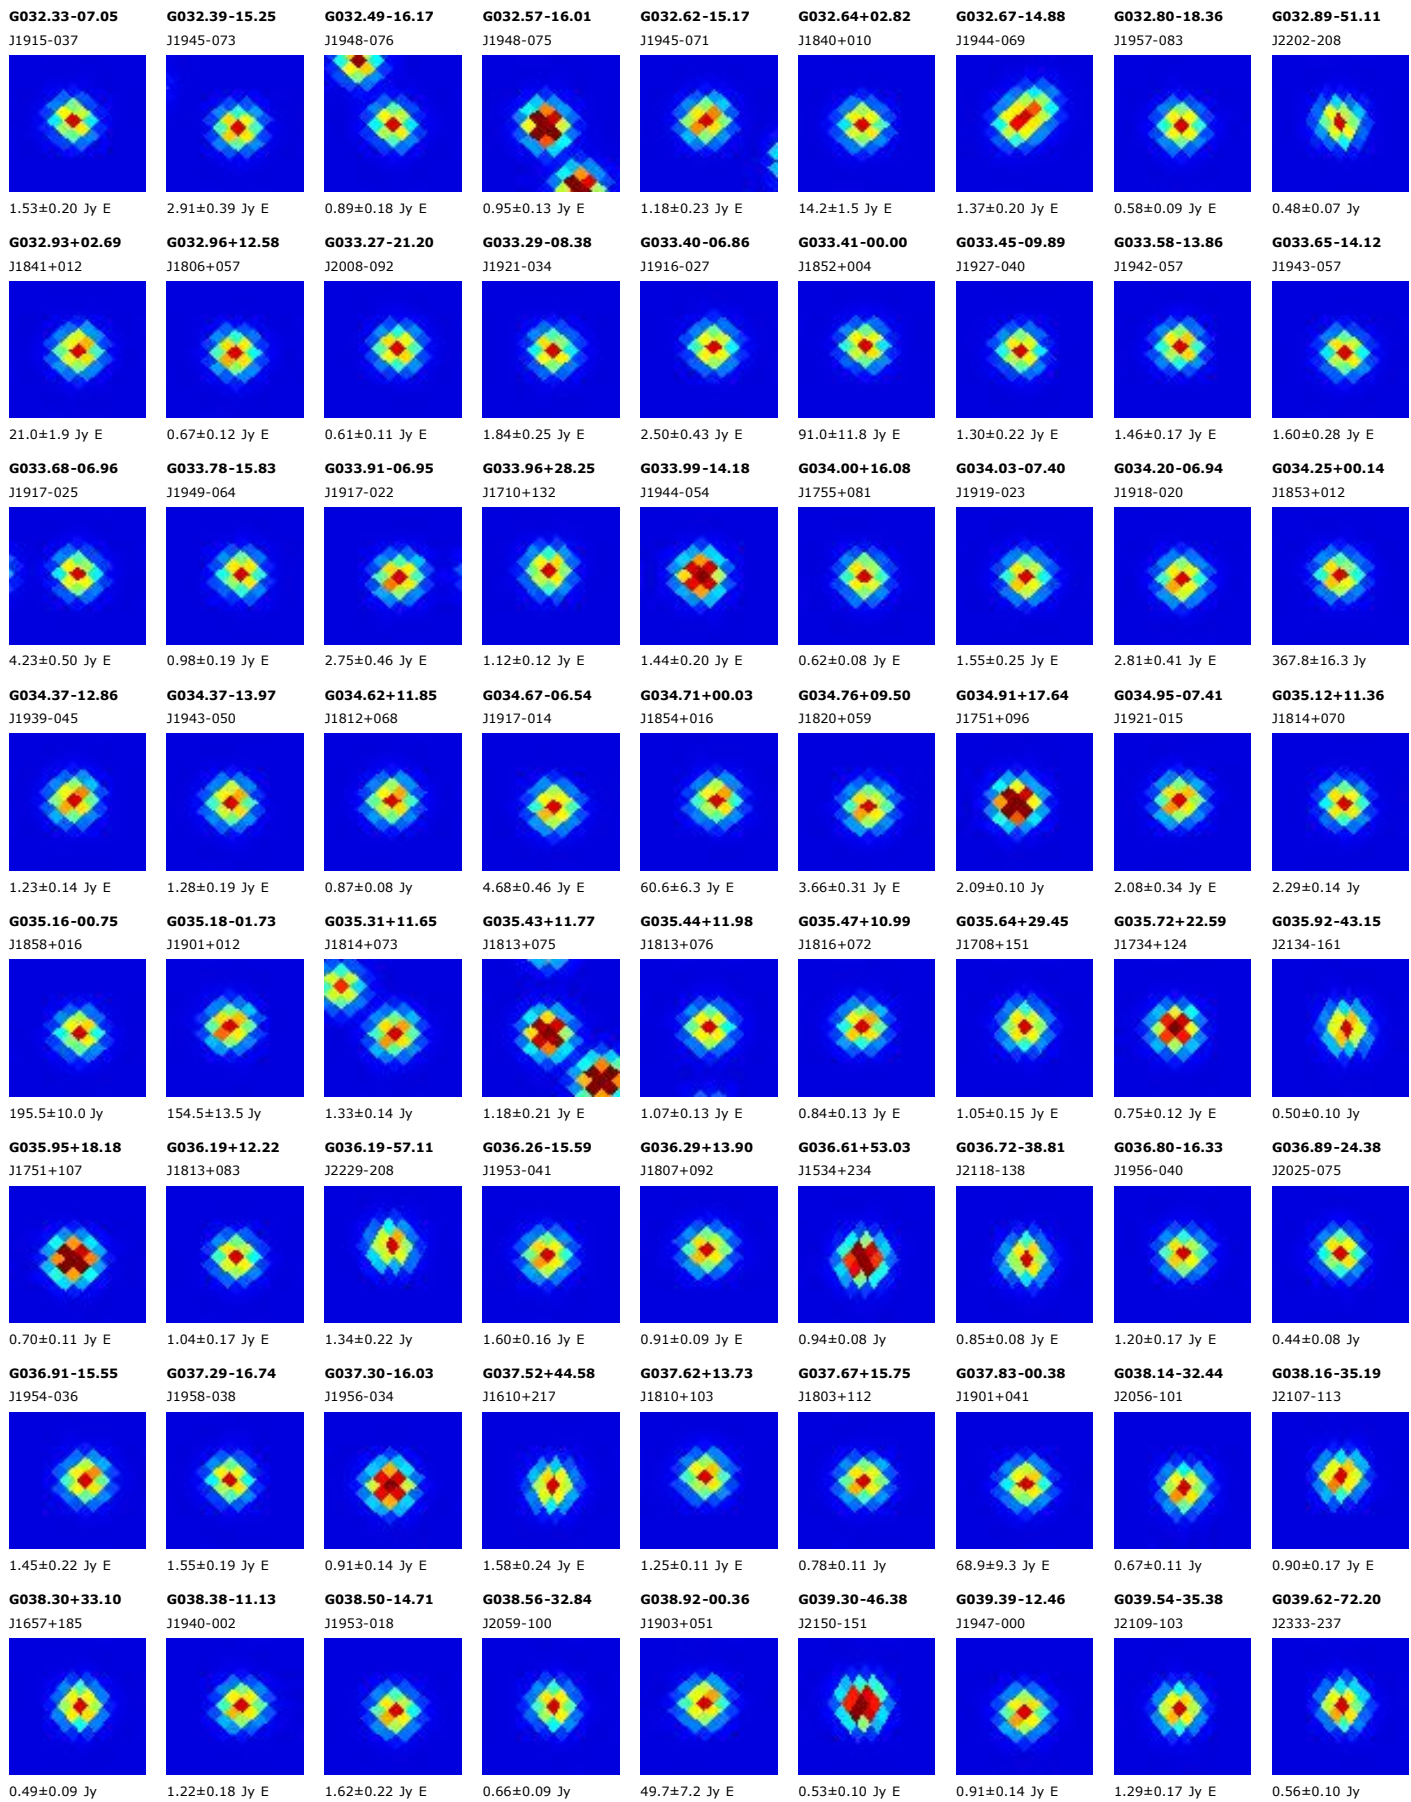 G032.33-07.05 G032.39-15.25 G032.49-16.17 G032.57-16.01 G032.62-15.17 G032.64+02.82 G032.67-14.88 G032.80-18.36 G032.89-51.11
J1915-037 J1945-073 J1948-076 J1948-075 J1945-071 J1840+010 J1944-069 J1957-083 J2202-208
1.53±0.20 Jy E 2.91±0.39 Jy E 0.89±0.18 Jy E 0.95±0.13 Jy E 1.18±0.23 Jy E 14.2±1.5 Jy E 1.37±0.20 Jy E 0.58±0.09 Jy E 0.48±0.07 Jy
G032.93+02.69 G032.96+12.58 G033.27-21.20 G033.29-08.38 G033.40-06.86 G033.41-00.00 G033.45-09.89 G033.58-13.86 G033.65-14.12
J1841+012 J1806+057 J2008-092 J1921-034 J1916-027 J1852+004 J1927-040 J1942-057 J1943-057
21.0±1.9 Jy E 0.67±0.12 Jy E 0.61±0.11 Jy E 1.84±0.25 Jy E 2.50±0.43 Jy E 91.0±11.8 Jy E 1.30±0.22 Jy E 1.46±0.17 Jy E 1.60±0.28 Jy E
G033.68-06.96 G033.78-15.83 G033.91-06.95 G033.96+28.25 G033.99-14.18 G034.00+16.08 G034.03-07.40 G034.20-06.94 G034.25+00.14
J1917-025 J1949-064 J1917-022 J1710+132 J1944-054 J1755+081 J1919-023 J1918-020 J1853+012
4.23±0.50 Jy E 0.98±0.19 Jy E 2.75±0.46 Jy E 1.12±0.12 Jy E 1.44±0.20 Jy E 0.62±0.08 Jy E 1.55±0.25 Jy E 2.81±0.41 Jy E 367.8±16.3 Jy
G034.37-12.86 G034.37-13.97 G034.62+11.85 G034.67-06.54 G034.71+00.03 G034.76+09.50 G034.91+17.64 G034.95-07.41 G035.12+11.36
J1939-045 J1943-050 J1812+068 J1917-014 J1854+016 J1820+059 J1751+096 J1921-015 J1814+070
1.23±0.14 Jy E 1.28±0.19 Jy E 0.87±0.08 Jy 4.68±0.46 Jy E 60.6±6.3 Jy E 3.66±0.31 Jy E 2.09±0.10 Jy 2.08±0.34 Jy E 2.29±0.14 Jy
G035.16-00.75 G035.18-01.73 G035.31+11.65 G035.43+11.77 G035.44+11.98 G035.47+10.99 G035.64+29.45 G035.72+22.59 G035.92-43.15
J1858+016 J1901+012 J1814+073 J1813+075 J1813+076 J1816+072 J1708+151 J1734+124 J2134-161
195.5±10.0 Jy 154.5±13.5 Jy 1.33±0.14 Jy 1.18±0.21 Jy E 1.07±0.13 Jy E 0.84±0.13 Jy E 1.05±0.15 Jy E 0.75±0.12 Jy E 0.50±0.10 Jy
G035.95+18.18 G036.19+12.22 G036.19-57.11 G036.26-15.59 G036.29+13.90 G036.61+53.03 G036.72-38.81 G036.80-16.33 G036.89-24.38
J1751+107 J1813+083 J2229-208 J1953-041 J1807+092 J1534+234 J2118-138 J1956-040 J2025-075
0.70±0.11 Jy E 1.04±0.17 Jy E 1.34±0.22 Jy 1.60±0.16 Jy E 0.91±0.09 Jy E 0.94±0.08 Jy 0.85±0.08 Jy E 1.20±0.17 Jy E 0.44±0.08 Jy
G036.91-15.55 G037.29-16.74 G037.30-16.03 G037.52+44.58 G037.62+13.73 G037.67+15.75 G037.83-00.38 G038.14-32.44 G038.16-35.19
J1954-036 J1958-038 J1956-034 J1610+217 J1810+103 J1803+112 J1901+041 J2056-101 J2107-113
1.45±0.22 Jy E 1.55±0.19 Jy E 0.91±0.14 Jy E 1.58±0.24 Jy E 1.25±0.11 Jy E 0.78±0.11 Jy 68.9±9.3 Jy E 0.67±0.11 Jy 0.90±0.17 Jy E
G038.30+33.10 G038.38-11.13 G038.50-14.71 G038.56-32.84 G038.92-00.36 G039.30-46.38 G039.39-12.46 G039.54-35.38 G039.62-72.20
J1657+185 J1940-002 J1953-018 J2059-100 J1903+051 J2150-151 J1947-000 J2109-103 J2333-237
0.49±0.09 Jy 1.22±0.18 Jy E 1.62±0.22 Jy E 0.66±0.09 Jy 49.7±7.2 Jy E 0.53±0.10 Jy E 0.91±0.14 Jy E 1.29±0.17 Jy E 0.56±0.10 Jy